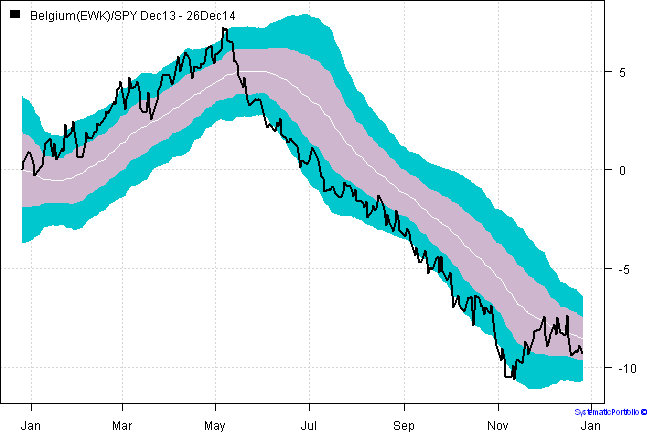 Belgium(EWK)/SPY Dec13 - 26Dec14
5
0
-5
-10
SystematicPortfolio ©
Jan Mar May Jul Sep Nov Jan